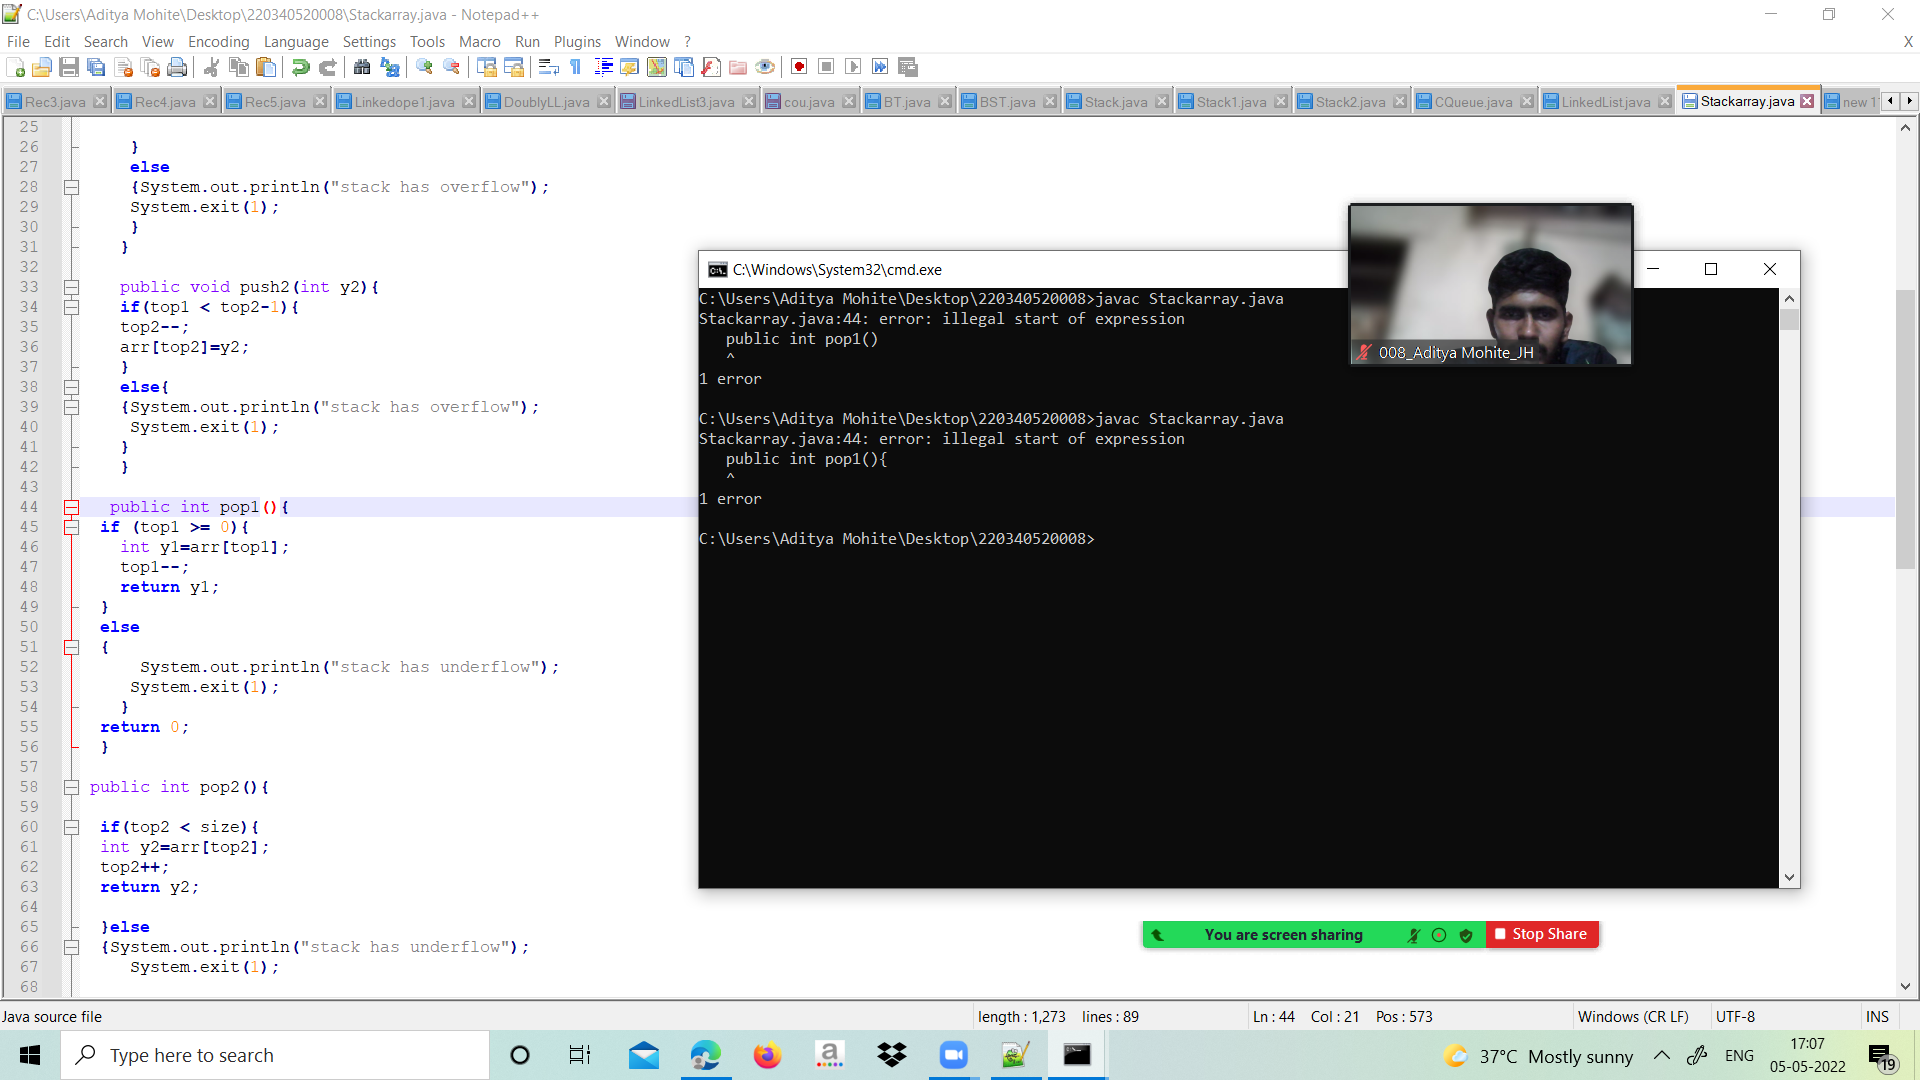 C:\Users\Aditya Mohite\Desktop\220340520008\Stackarray.java - Notepad++
File Edit Search View Encoding Language Settings Tools Macro Run Plugins Window ? X
Rec3.java Rec4.java Rec5.java Linkedope1.java DoublyLL.java LinkedList3.java cou.java BT.java BST.java Stack.java Stack1.java Stack2.java CQueue.java LinkedList.java Stackarray.java new 1
25
26 }
27 else
28 {System.out.println("stack has overflow");
29 System.exit(1);
30 }
31 }
32
33 public void push2(int y2){
34 if(top1 < top2-1){
35 top2--;
36 arr[top2]=y2;
37 }
38 else{
39 {System.out.println("stack has overflow");
40 System.exit(1);
41 }
42 }
43
44 public int pop1(){
45 if (top1 >= 0){
46 int y1=arr[top1];
47 top1--;
48 return y1;
49 }
50 else
51 {
52 System.out.println("stack has underflow");
53 System.exit(1);
54 }
55 return 0;
56 }
57
58 public int pop2(){
59
60 if(top2 < size){
61 int y2=arr[top2];
62 top2++;
63 return y2;
64
65 }else
66 {System.out.println("stack has underflow");
67 System.exit(1);
68
C:\Windows\System32\cmd.exe
C:\Users\Aditya Mohite\Desktop\220340520008>javac Stackarray.java
Stackarray.java:44: error: illegal start of expression
public int pop1()
^
1 error
C:\Users\Aditya Mohite\Desktop\220340520008>javac Stackarray.java
Stackarray.java:44: error: illegal start of expression
public int pop1(){
^
1 error
C:\Users\Aditya Mohite\Desktop\220340520008>
008_Aditya Mohite_JH
You are screen sharing Stop Share
Java source file length : 1,273 lines : 89 Ln : 44 Col : 21 Pos : 573 Windows (CR LF) UTF-8 INS
Type here to search
37°C Mostly sunny ENG
17:07
05-05-2022
19